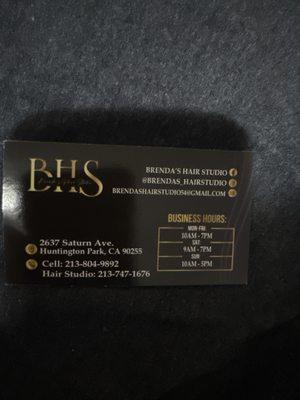 BHS
BRENDA'S HAIR STUDIO
@BRENDAS_HAIRSTUDIO
BRENDASHAIRSTUDIO54@GMAIL.COM
BUSINESS HOURS:
MON-FRI:
10AM - 7PM
SAT:
9AM - 7PM
SUN:
10AM - 5PM
2637 Saturn Ave.
Huntington Park, CA 90255
Cell: 213-804-9892
Hair Studio: 213-747-1676